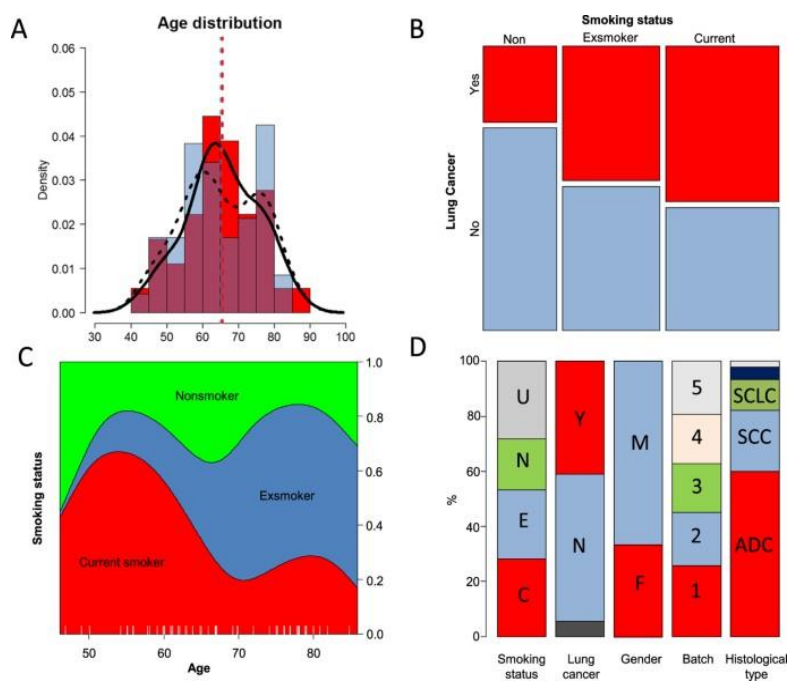 A
Age distribution
0.06
0.05
0.04
0.03
0.02
0.01
0.00
Density
30 40 50 60 70 80 90 100
B
Smoking status
Non Exsmoker Current
Yes
No
Lung Cancer
C
Nonsmoker
Exsmoker
Current smoker
Smoking status
1.0
0.8
0.6
0.4
0.2
0.0
50 60 70 80
Age
D
100
80
60
40
20
0
%
U
N
E
C
Y
N
M
F
5
4
3
2
1
SCLC
SCC
ADC
Smoking status
Lung cancer
Gender
Batch
Histological type